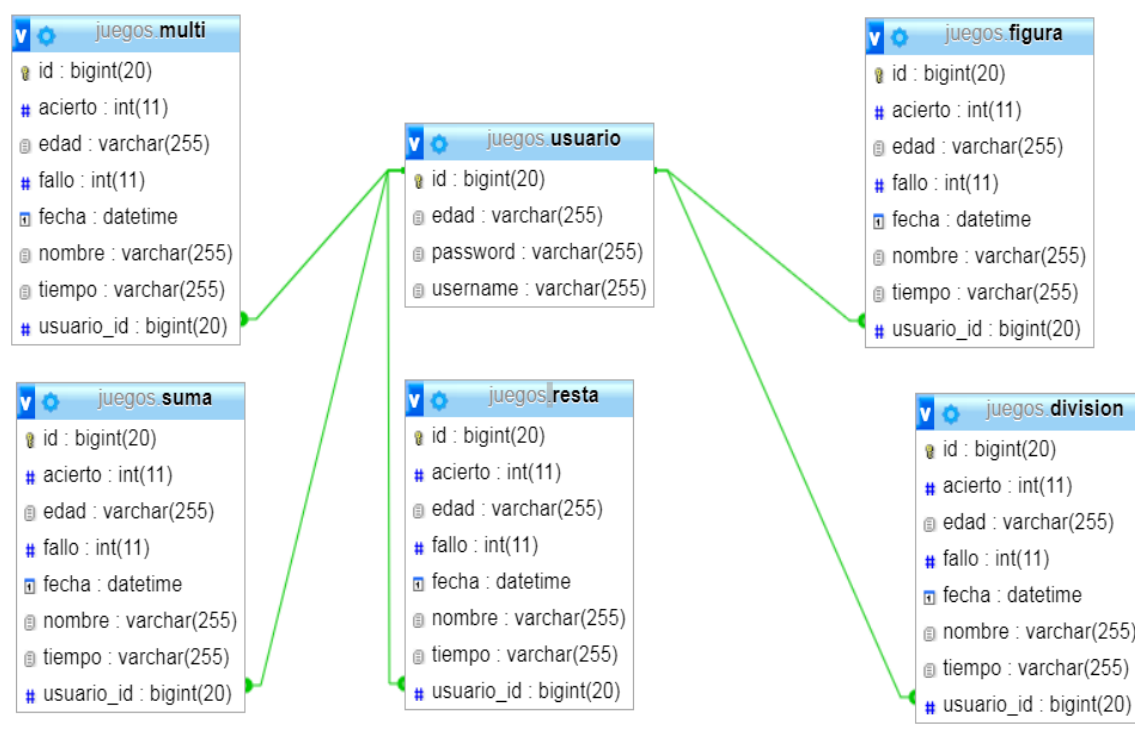 juegos.multi
id : bigint(20)
acierto : int(11)
edad : varchar(255)
fallo : int(11)
fecha : datetime
nombre : varchar(255)
tiempo : varchar(255)
usuario_id : bigint(20)
juegos.usuario
id : bigint(20)
edad : varchar(255)
password : varchar(255)
username : varchar(255)
juegos.figura
id : bigint(20)
acierto : int(11)
edad : varchar(255)
fallo : int(11)
fecha : datetime
nombre : varchar(255)
tiempo : varchar(255)
usuario_id : bigint(20)
juegos.suma
id : bigint(20)
acierto : int(11)
edad : varchar(255)
fallo : int(11)
fecha : datetime
nombre : varchar(255)
tiempo : varchar(255)
usuario_id : bigint(20)
juegos.resta
id : bigint(20)
acierto : int(11)
edad : varchar(255)
fallo : int(11)
fecha : datetime
nombre : varchar(255)
tiempo : varchar(255)
usuario_id : bigint(20)
juegos.division
id : bigint(20)
acierto : int(11)
edad : varchar(255)
fallo : int(11)
fecha : datetime
nombre : varchar(255)
tiempo : varchar(255)
usuario_id : bigint(20)